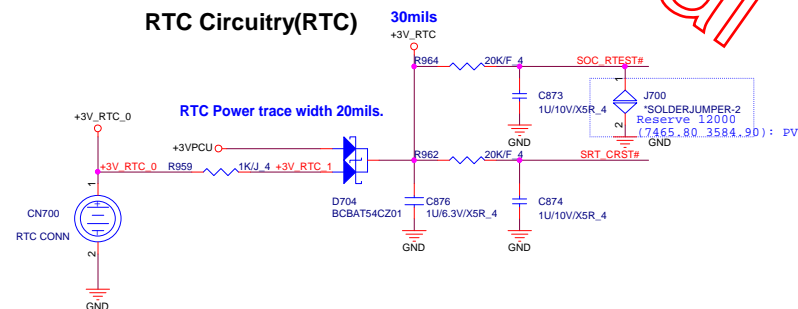 RTC Circuitry(RTC)
30mils
+3V_RTC
R964
20K/F_4
SOC_RTEST#
1
C873
1U/10V/X5R_4
J700
*SOLDERJUMPER-2
Reserve 12000
(7465.80 3584.90): PV
2
GND
GND
+3V_RTC_0
RTC Power trace width 20mils.
+3VPCU
+3V_RTC_0
R959
1K/J_4
+3V_RTC_1
R962
20K/F_4
SRT_CRST#
1
D704
BCBAT54CZ01
C876
1U/6.3V/X5R_4
C874
1U/10V/X5R_4
CN700
RTC CONN
2
GND
GND
GND